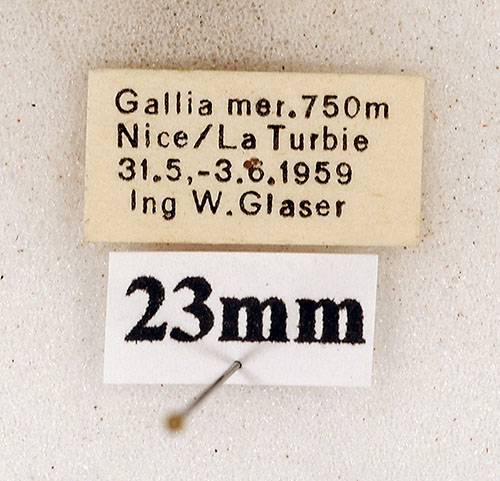 Gallia mer.750m
Nice/La Turbie
31.5,-3.6.1959
Ing W.Glaser
23mm